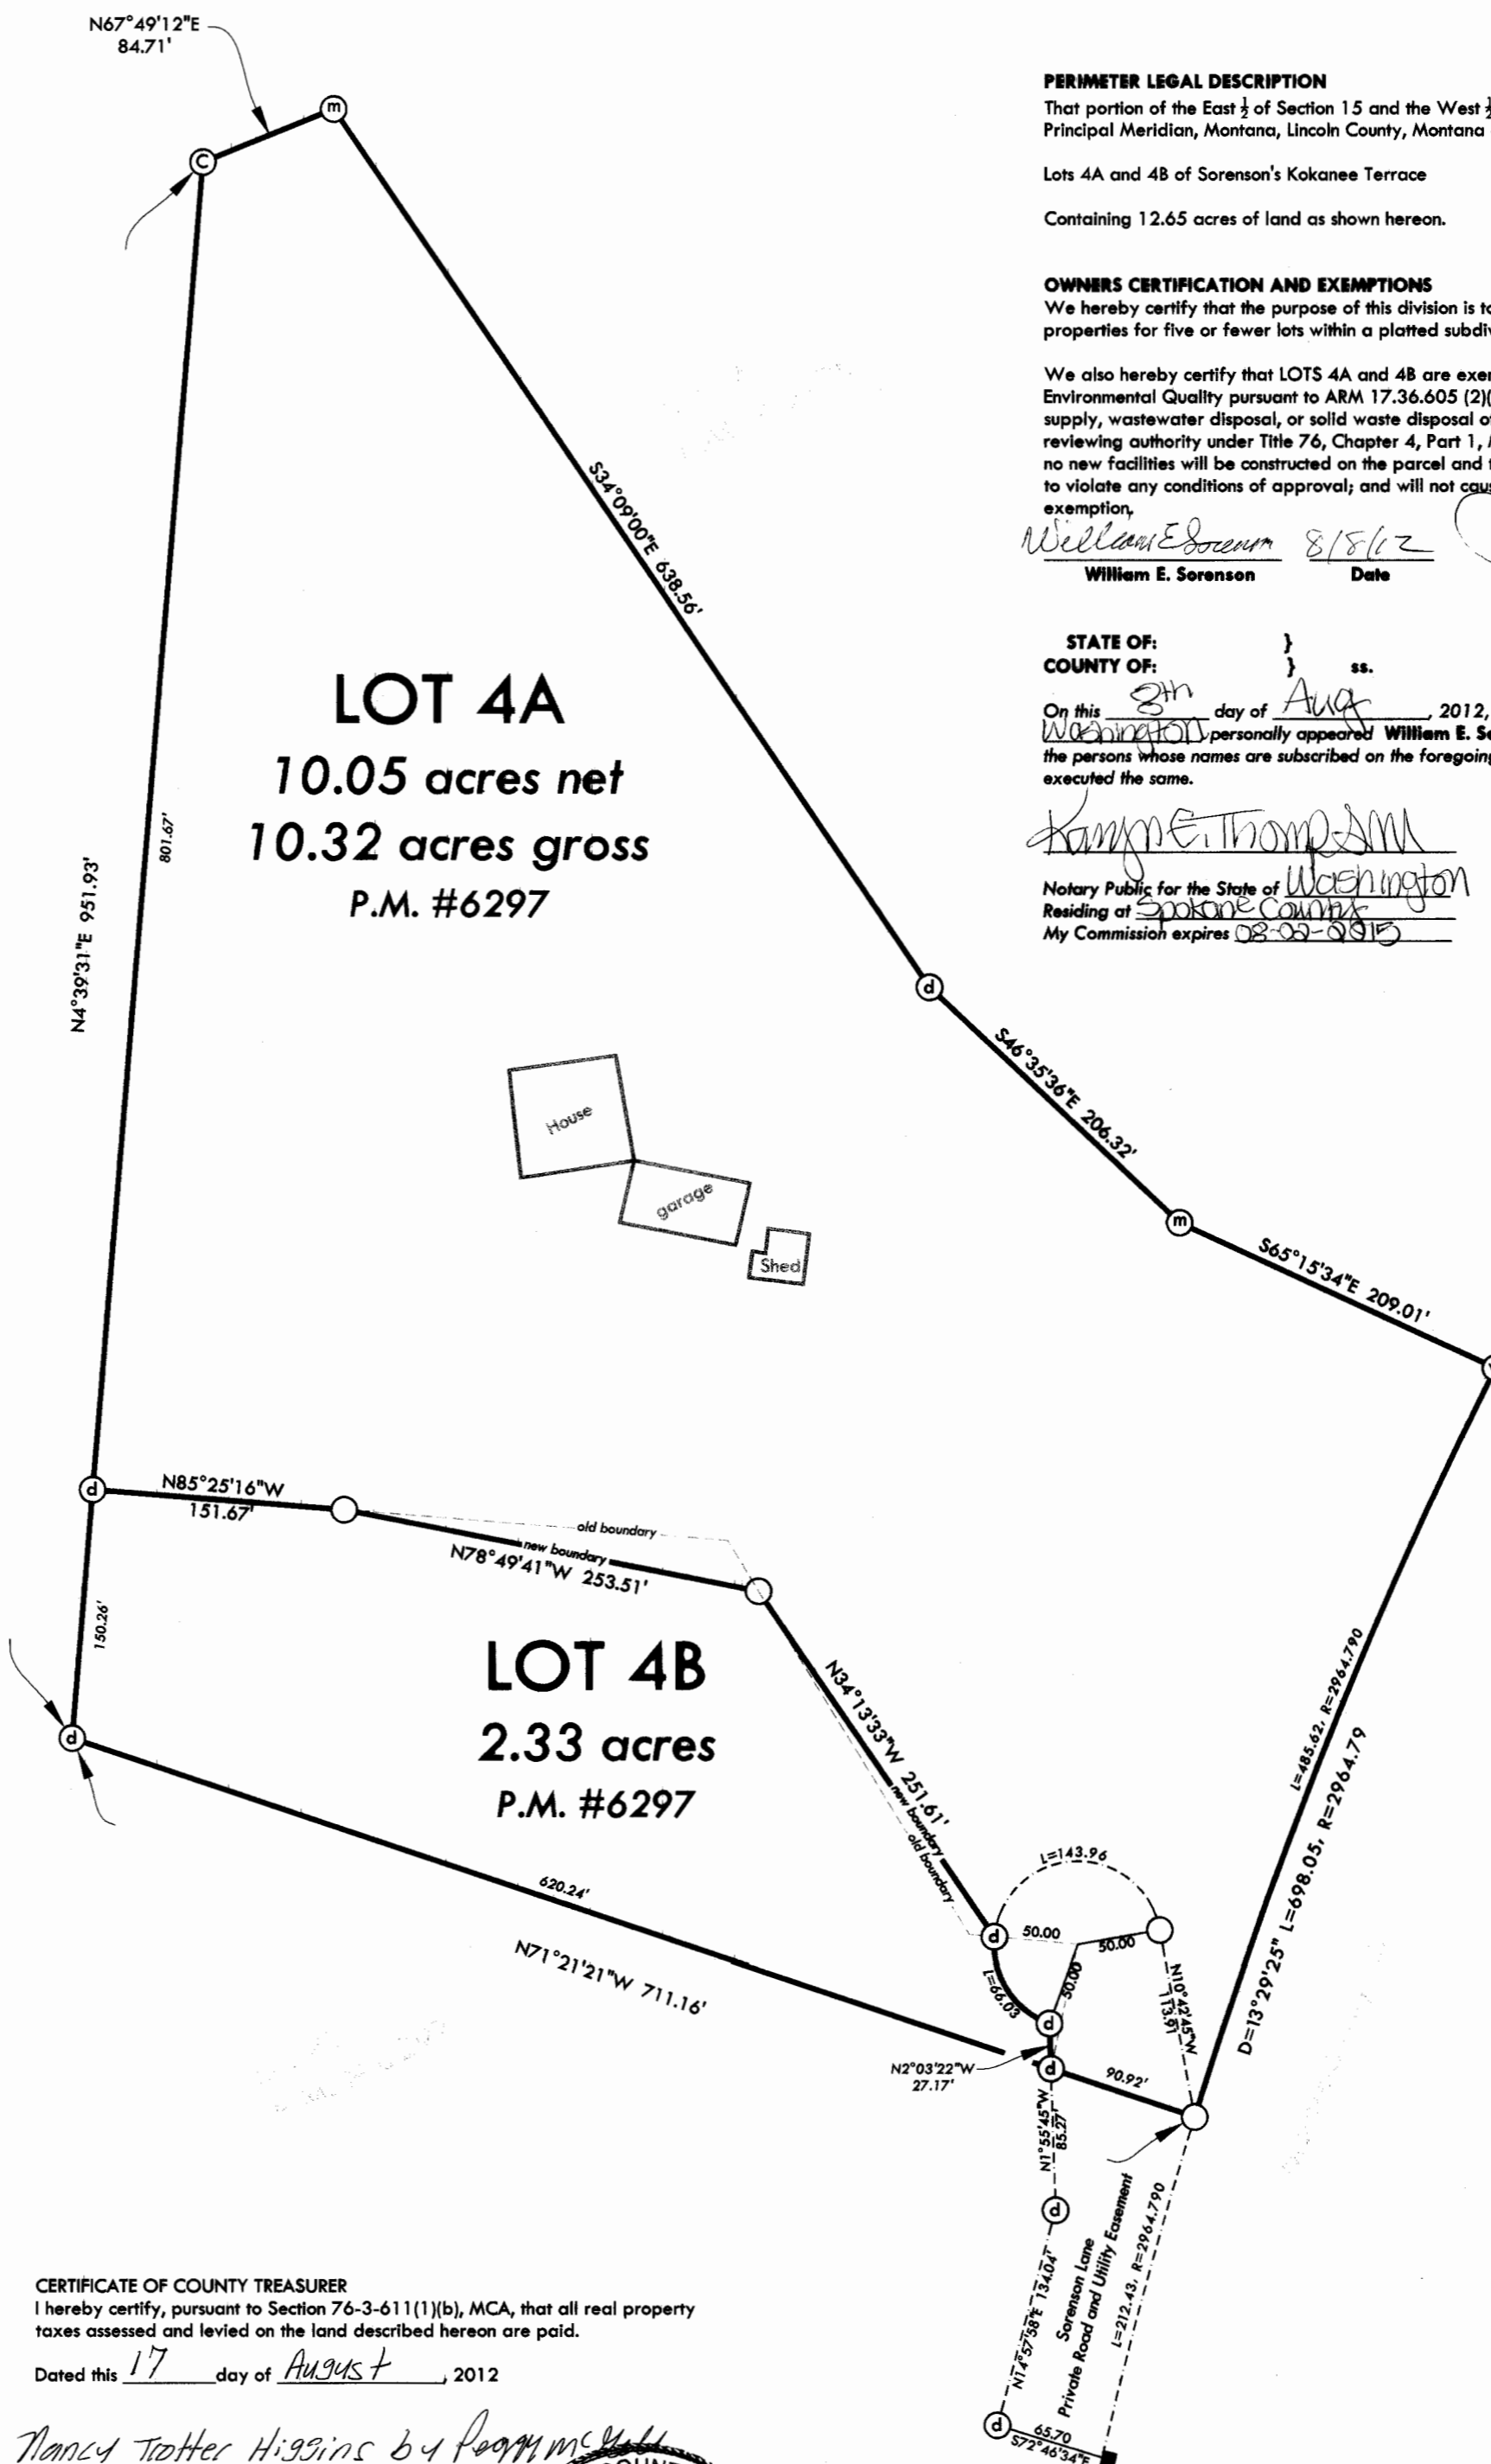 N67°49'12"E
84.71'
m
C
PERIMETER LEGAL DESCRIPTION
That portion of the East ½ of Section 15 and the West ½
Principal Meridian, Montana, Lincoln County, Montana
Lots 4A and 4B of Sorenson's Kokanee Terrace
Containing 12.65 acres of land as shown hereon.
OWNERS CERTIFICATION AND EXEMPTIONS
We hereby certify that the purpose of this division is to
properties for five or fewer lots within a platted subdiv
We also hereby certify that LOTS 4A and 4B are exem
Environmental Quality pursuant to ARM 17.36.605 (2)(
supply, wastewater disposal, or solid waste disposal o
reviewing authority under Title 76, Chapter 4, Part 1,
no new facilities will be constructed on the parcel and
to violate any conditions of approval; and will not caus
exemption.
William E Sorenson 8/8/12
William E. Sorenson Date
STATE OF: }
COUNTY OF: } ss.
On this 8th day of Aug, 2012,
Washington personally appeared William E. So
the persons whose names are subscribed on the foregoing
executed the same.
Notary Public for the State of Washington
Residing at Spokane County
My Commission expires 08-02-2015
S34°09'00"E 638.56'
LOT 4A
10.05 acres net
10.32 acres gross
P.M. #6297
801.67'
N4°39'31"E 951.93'
d
S46°35'36"E 206.32'
House
garage
Shed
m
S65°15'34"E 209.01'
d
N85°25'16"W
151.67'
old boundary
new boundary
N78°49'41"W 253.51'
150.26'
LOT 4B
2.33 acres
P.M. #6297
N34°13'33"W 251.61'
new boundary
old boundary
L=485.62, R=2964.790
D=13°29'25" L=698.05, R=2964.79
d
620.24'
N71°21'21"W 711.16'
L=143.96
d
50.00
50.00
50.00
L=66.03
N10°42'45"W
113.91
d
N2°03'22"W
27.17'
d
90.92'
N1°55'45"W
85.27'
d
N14°57'58"E 134.04'
Sorenson Lane
Private Road and Utility Easement
L=212.43, R=2964.790
d
65.70
S72°46'34"E
CERTIFICATE OF COUNTY TREASURER
I hereby certify, pursuant to Section 76-3-611(1)(b), MCA, that all real property
taxes assessed and levied on the land described hereon are paid.
Dated this 17 day of August, 2012
Nancy Trotter Higgins by Peggy
COUN